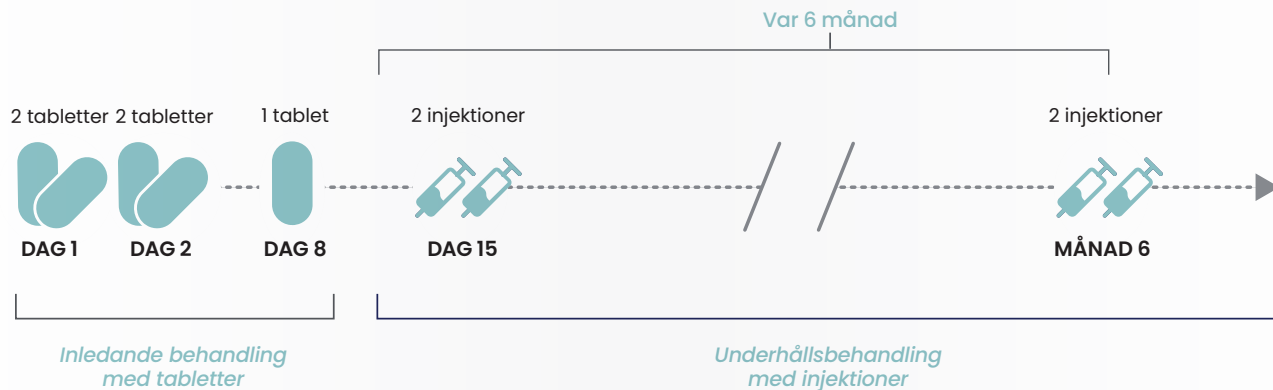 Var 6 månad
2 tabletter 2 tabletter 1 tablet 2 injektioner 2 injektioner
DAG 1 DAG 2 DAG 8 DAG 15 MÅNAD 6
Inledande behandling
med tabletter
Underhållsbehandling
med injektioner